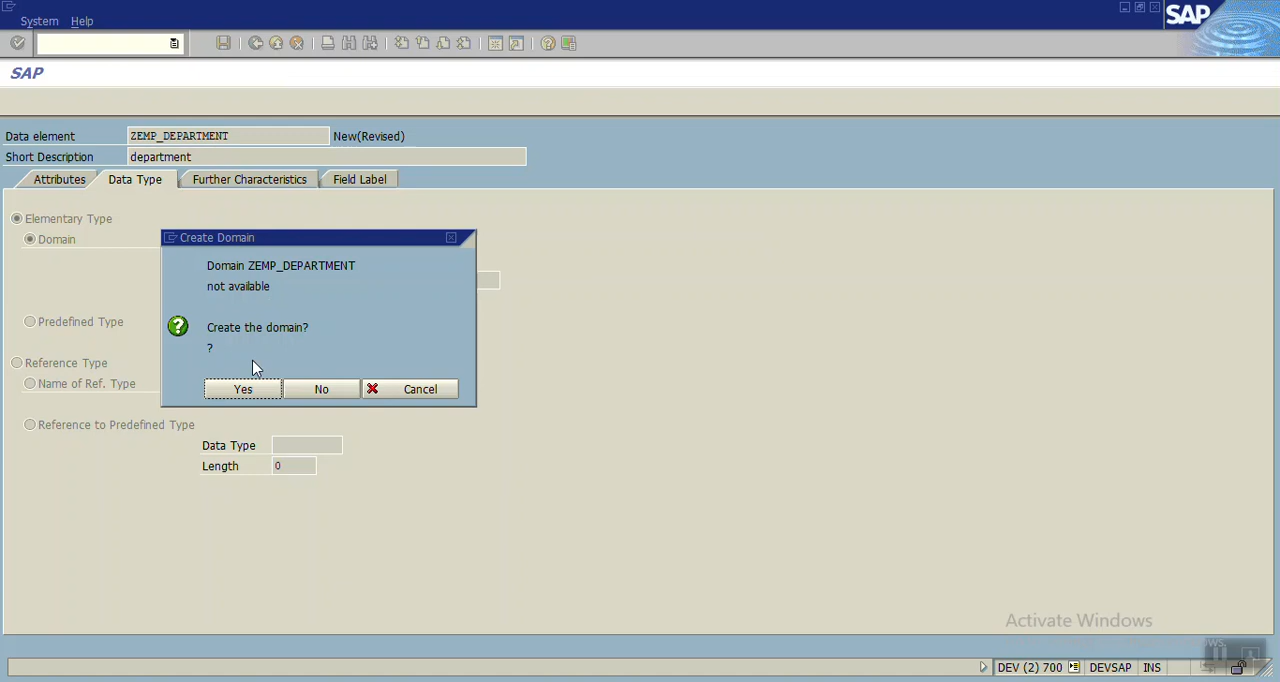 System Help
SAP
SAP
Data element ZEMP_DEPARTMENT New(Revised)
Short Description department
Attributes Data Type Further Characteristics Field Label
Elementary Type
Domain
Create Domain
Domain ZEMP_DEPARTMENT
not available
Create the domain?
?
Yes No Cancel
Predefined Type
Reference Type
Name of Ref. Type
Reference to Predefined Type
Data Type
Length 0
Activate Windows
DEV (2) 700 DEVSAP INS